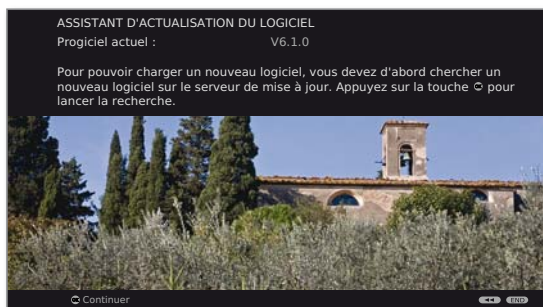 ASSISTANT D'ACTUALISATION DU LOGICIEL
Progiciel actuel : V6.1.0
Pour pouvoir charger un nouveau logiciel, vous devez d'abord chercher un
nouveau logiciel sur le serveur de mise à jour. Appuyez sur la touche OK pour
lancer la recherche.
OK Continuer
END